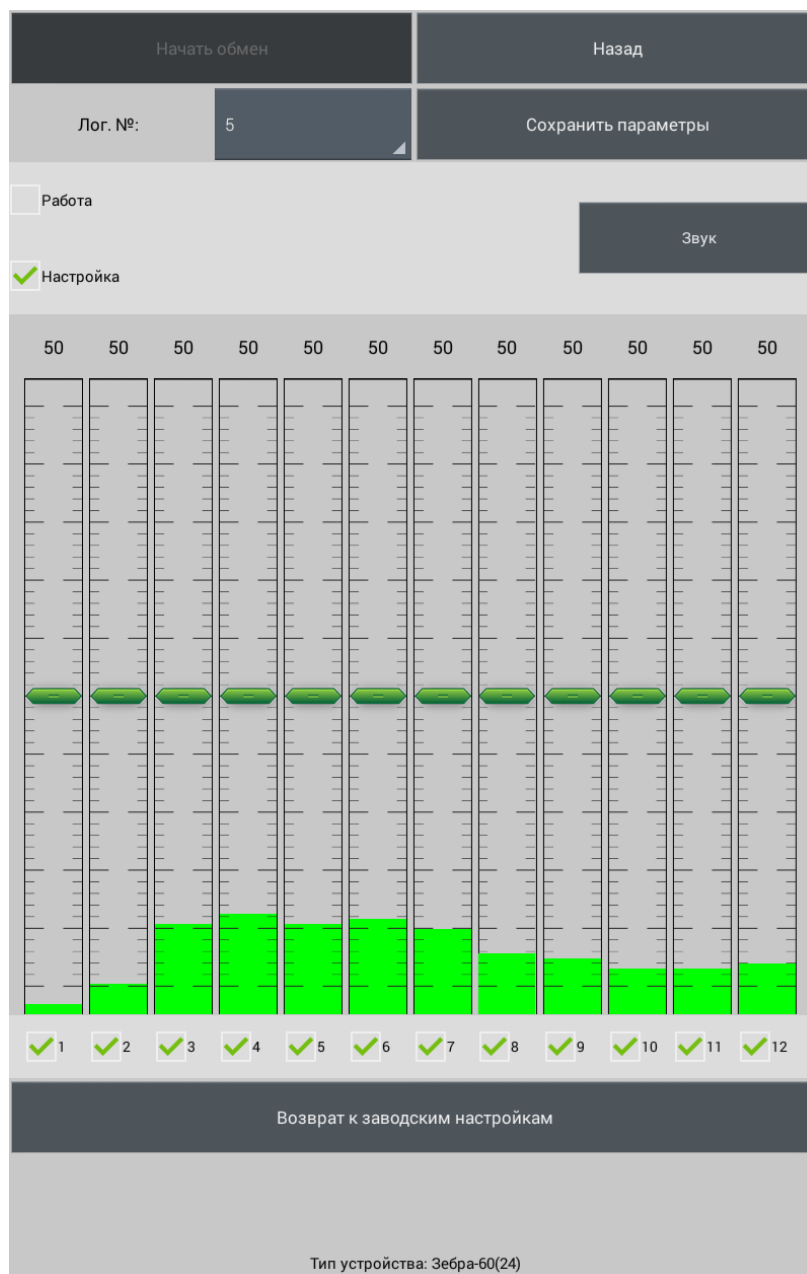 Начать обмен
Назад
Лог. №:
5
Сохранить параметры
Работа
Звук
Настройка
50 50 50 50 50 50 50 50 50 50 50 50
1 2 3 4 5 6 7 8 9 10 11 12
Возврат к заводским настройкам
Тип устройства: Зебра-60(24)